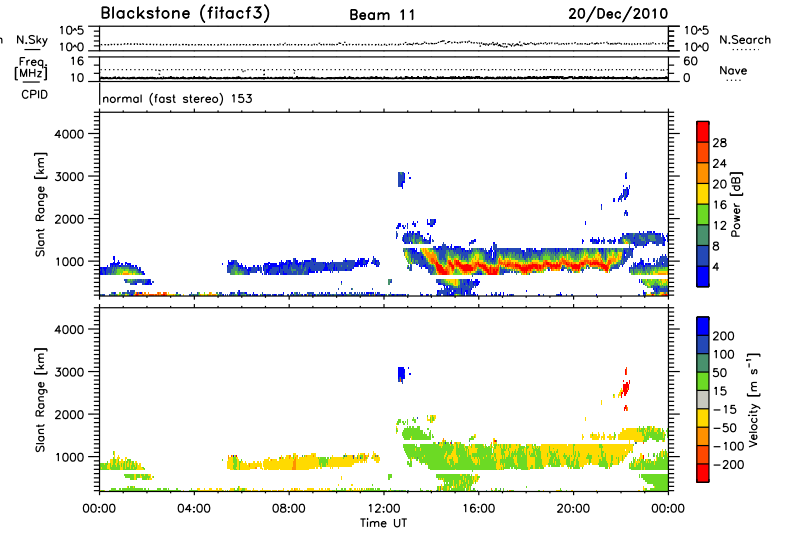 Blackstone (fitacf3) Beam 11 20/Dec/2010
n N.Sky 10^5 10^0 10^5 10^0 N.Search
Freq. [MHz] 16 10 60 0 Nave
CPID normal (fast stereo) 153
Slant Range [km] 4000 3000 2000 1000
Power [dB] 28 24 20 16 12 8 4
Slant Range [km] 4000 3000 2000 1000
Velocity [m s⁻¹] 200 100 50 15 -15 -50 -100 -200
00:00 04:00 08:00 12:00 16:00 20:00 00:00
Time UT